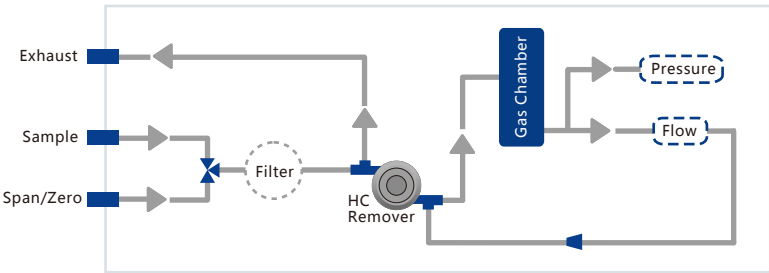 Exhaust
Sample
Span/Zero
Filter
HC
Remover
Gas Chamber
Pressure
Flow